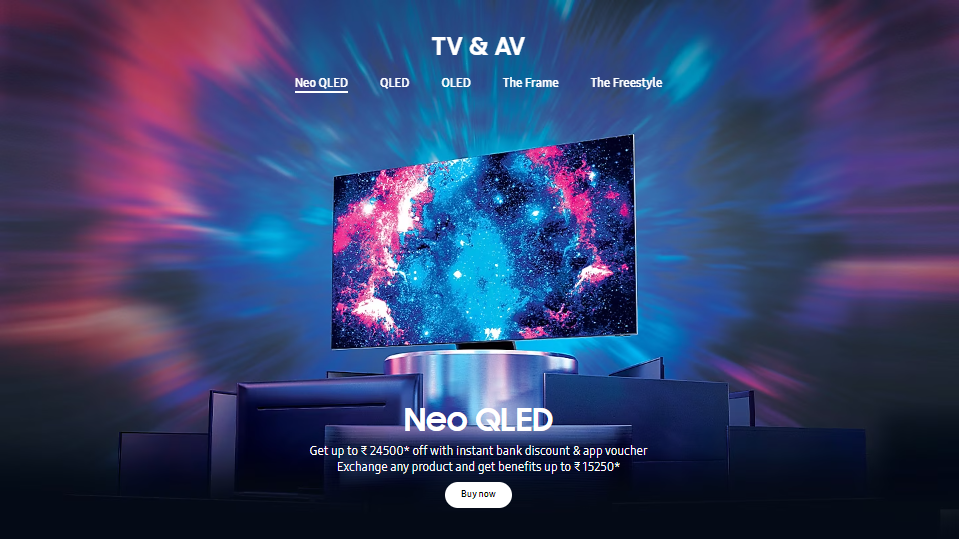 TV & AV
Neo QLED QLED OLED The Frame The Freestyle
Neo QLED
Get up to ₹ 24500* off with instant bank discount & app voucher
Exchange any product and get benefits up to ₹ 15250*
Buy now